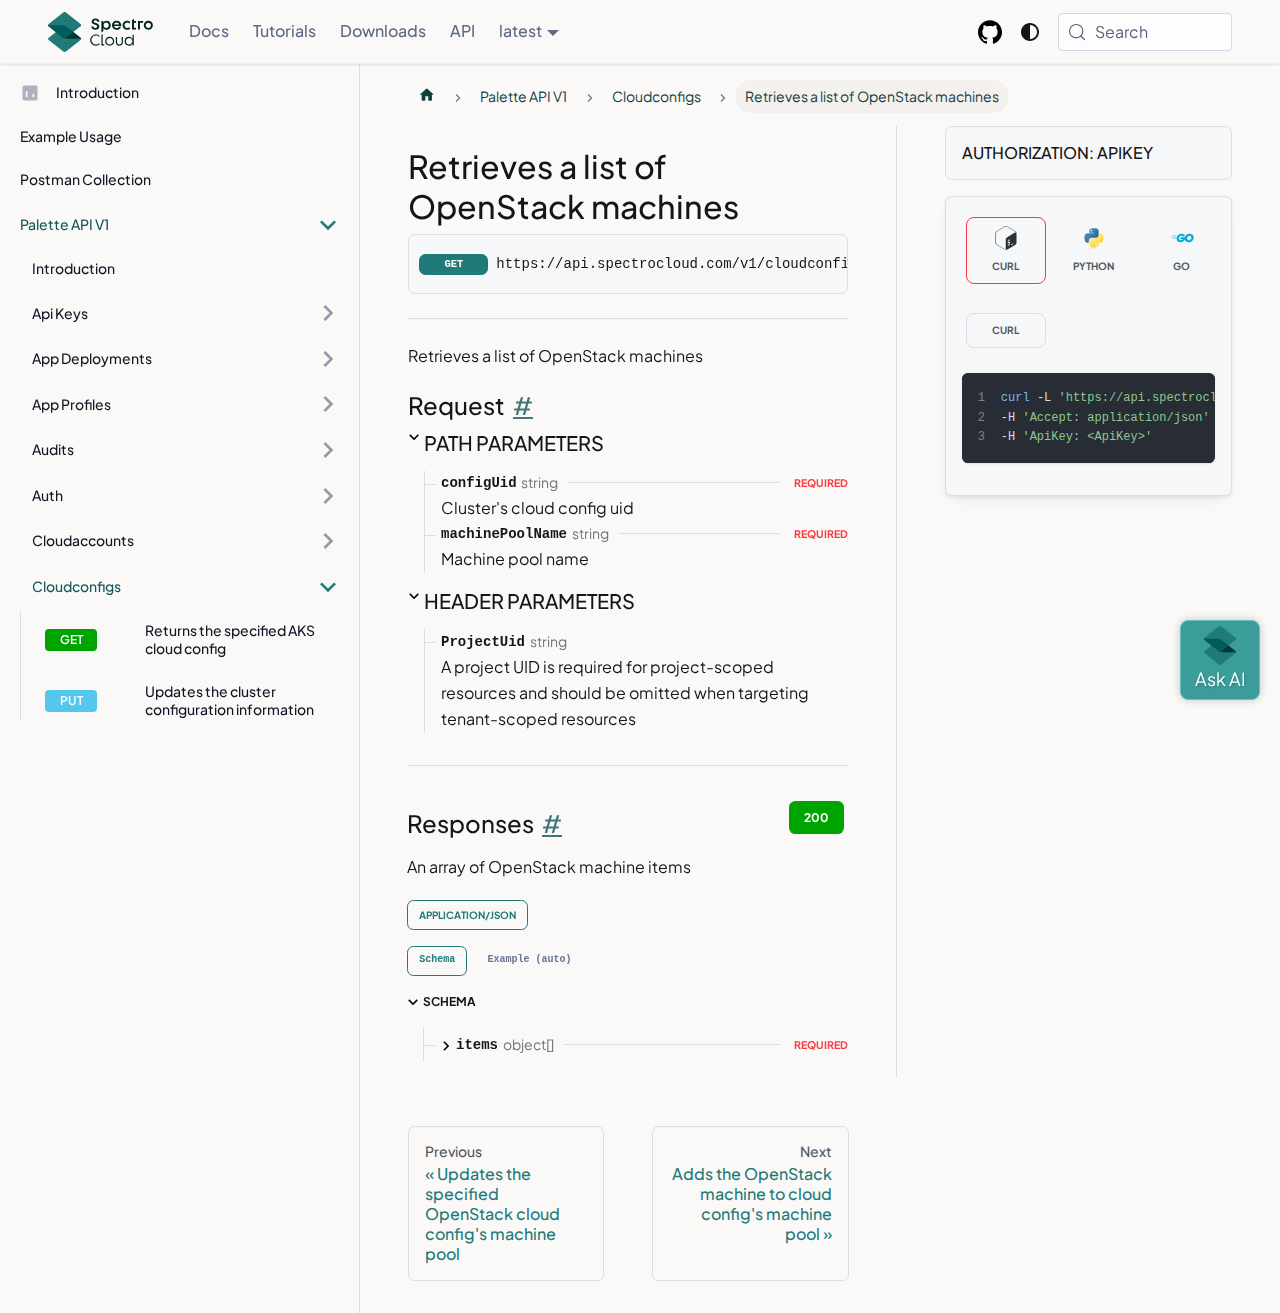 Spectro
Cloud
Docs
Tutorials
Downloads
API
latest
Search
Introduction
Example Usage
Postman Collection
Palette API V1
Introduction
Api Keys
App Deployments
App Profiles
Audits
Auth
Cloudaccounts
Cloudconfigs
GET
Returns the specified AKS
cloud config
PUT
Updates the cluster
configuration information
Palette API V1
Cloudconfigs
Retrieves a list of OpenStack machines
Retrieves a list of
OpenStack machines
GET
https://api.spectrocloud.com/v1/cloudconfi
Retrieves a list of OpenStack machines
Request #
PATH PARAMETERS
configUid string
REQUIRED
Cluster's cloud config uid
machinePoolName string
REQUIRED
Machine pool name
HEADER PARAMETERS
ProjectUid string
A project UID is required for project-scoped
resources and should be omitted when targeting
tenant-scoped resources
Responses #
200
An array of OpenStack machine items
APPLICATION/JSON
Schema
Example (auto)
SCHEMA
items object[]
REQUIRED
Previous
« Updates the
specified
OpenStack cloud
config's machine
pool
Next
Adds the OpenStack
machine to cloud
config's machine
pool »
AUTHORIZATION: APIKEY
CURL
PYTHON
GO
CURL
1 curl -L 'https://api.spectrocl
2 -H 'Accept: application/json'
3 -H 'ApiKey: <ApiKey>'
Ask AI